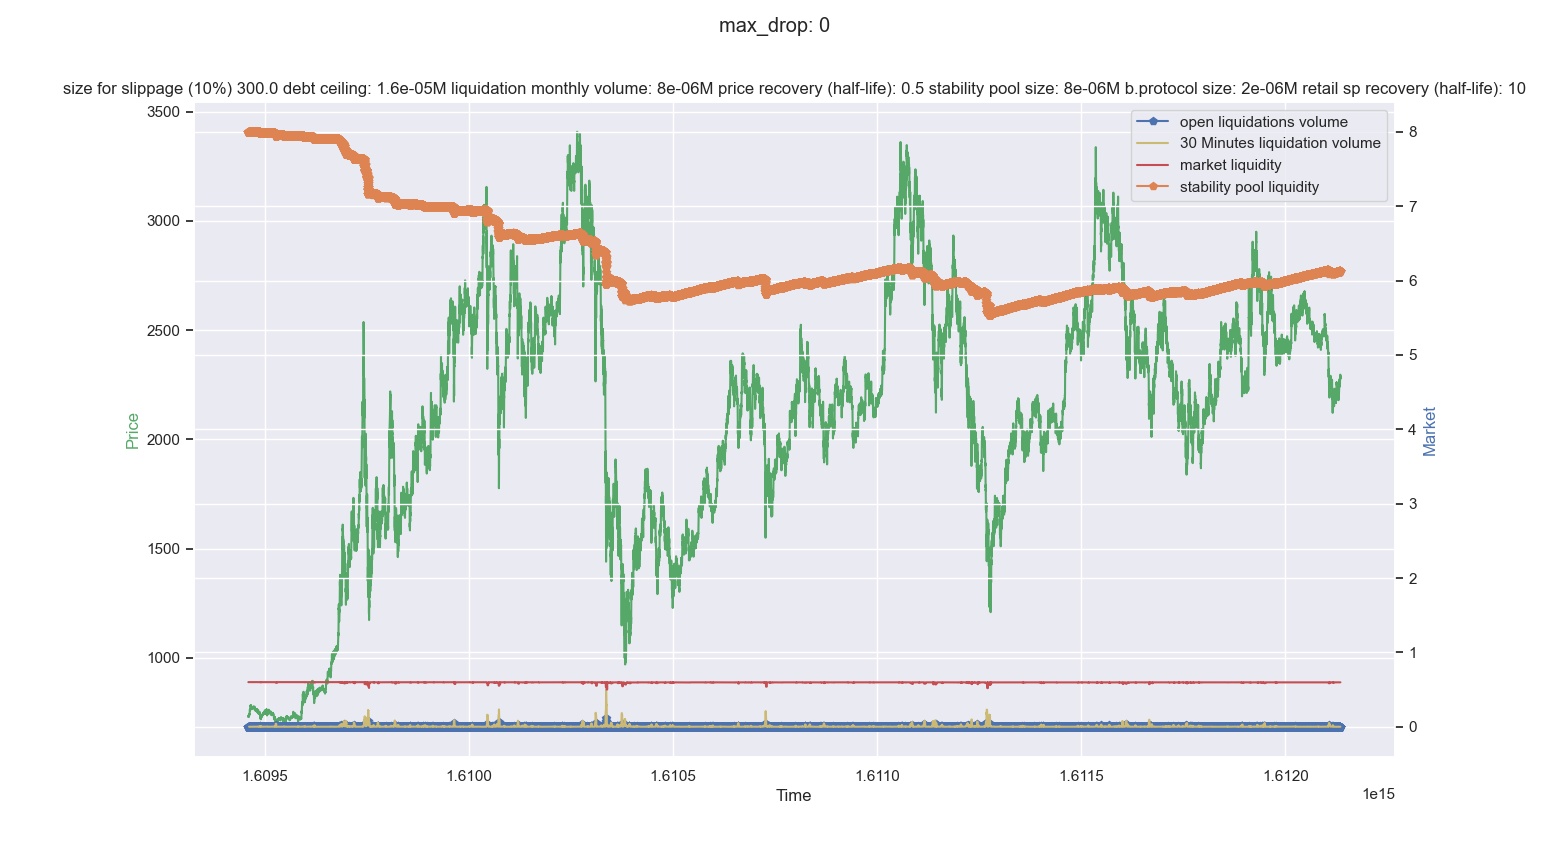 max_drop: 0
size for slippage (10%) 300.0 debt ceiling: 1.6e-05M liquidation monthly volume: 8e-06M price recovery (half-life): 0.5 stability pool size: 8e-06M b.protocol size: 2e-06M retail sp recovery (half-life): 10
open liquidations volume
30 Minutes liquidation volume
market liquidity
stability pool liquidity
3500
3000
2500
2000
1500
1000
Price
8
7
6
5
4
3
2
1
0
Market
1.6095
1.6100
1.6105
1.6110
1.6115
1.6120
1e15
Time